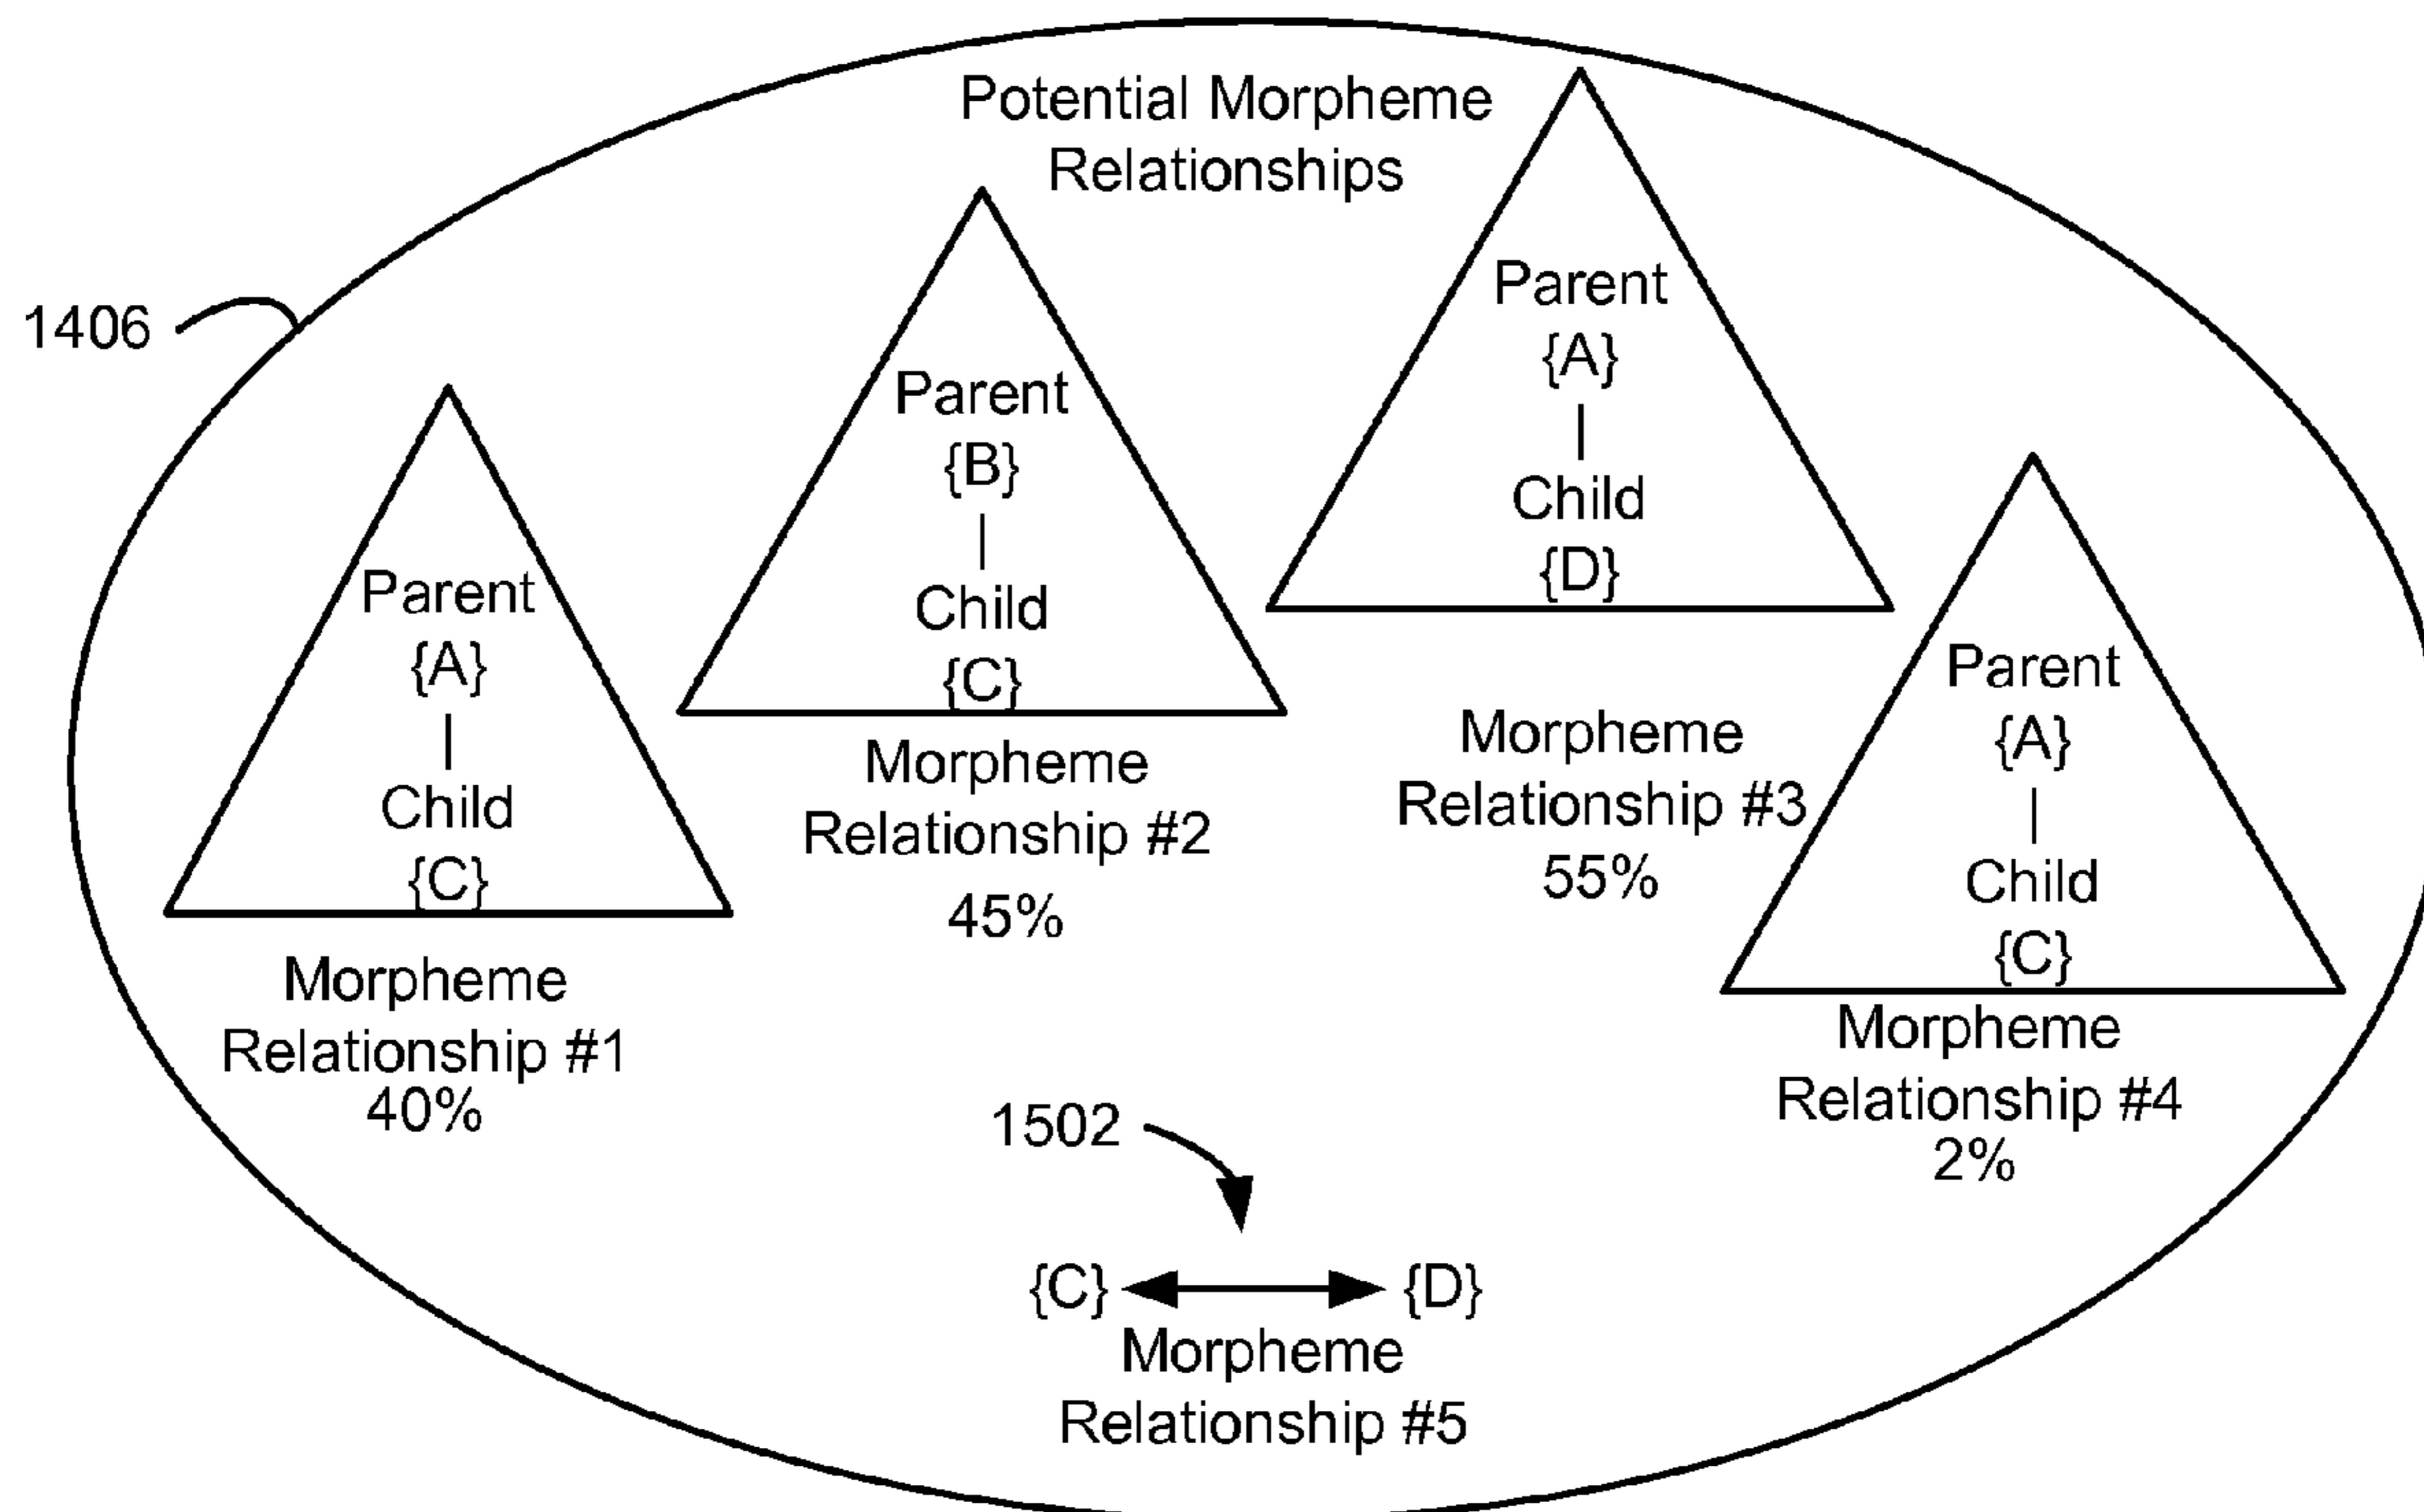 Potential Morpheme
Relationships
1406
Parent
{A}
Child
{C}
Morpheme
Relationship #1
40%
Parent
{B}
Child
{C}
Morpheme
Relationship #2
45%
Parent
{A}
Child
{D}
Morpheme
Relationship #3
55%
Parent
{A}
Child
{C}
Morpheme
Relationship #4
2%
1502
{C} {D}
Morpheme
Relationship #5